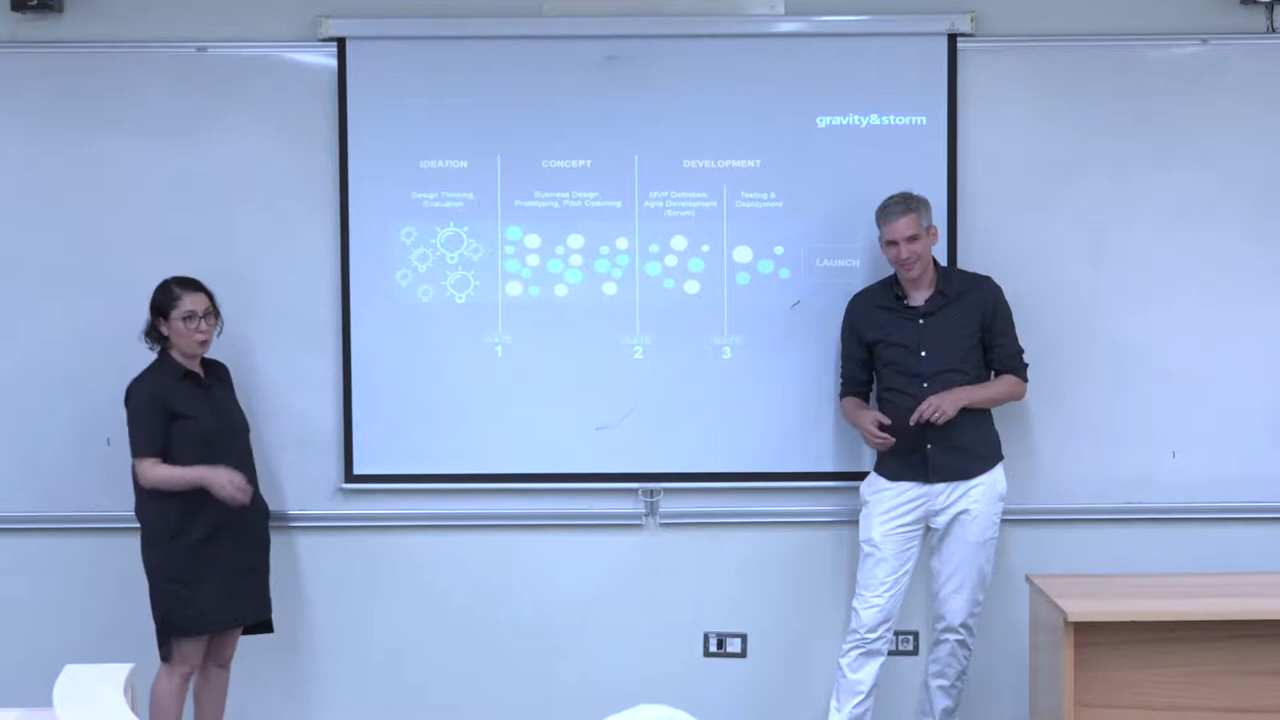 gravity&storm
IDEATION
CONCEPT
DEVELOPMENT
Design Thinking,
Evaluation
Business Design,
Prototyping, Pitch Coaching
MVP Definition,
Agile Development
(Scrum)
Testing &
Deployment
LAUNCH
GATE
1
GATE
2
GATE
3